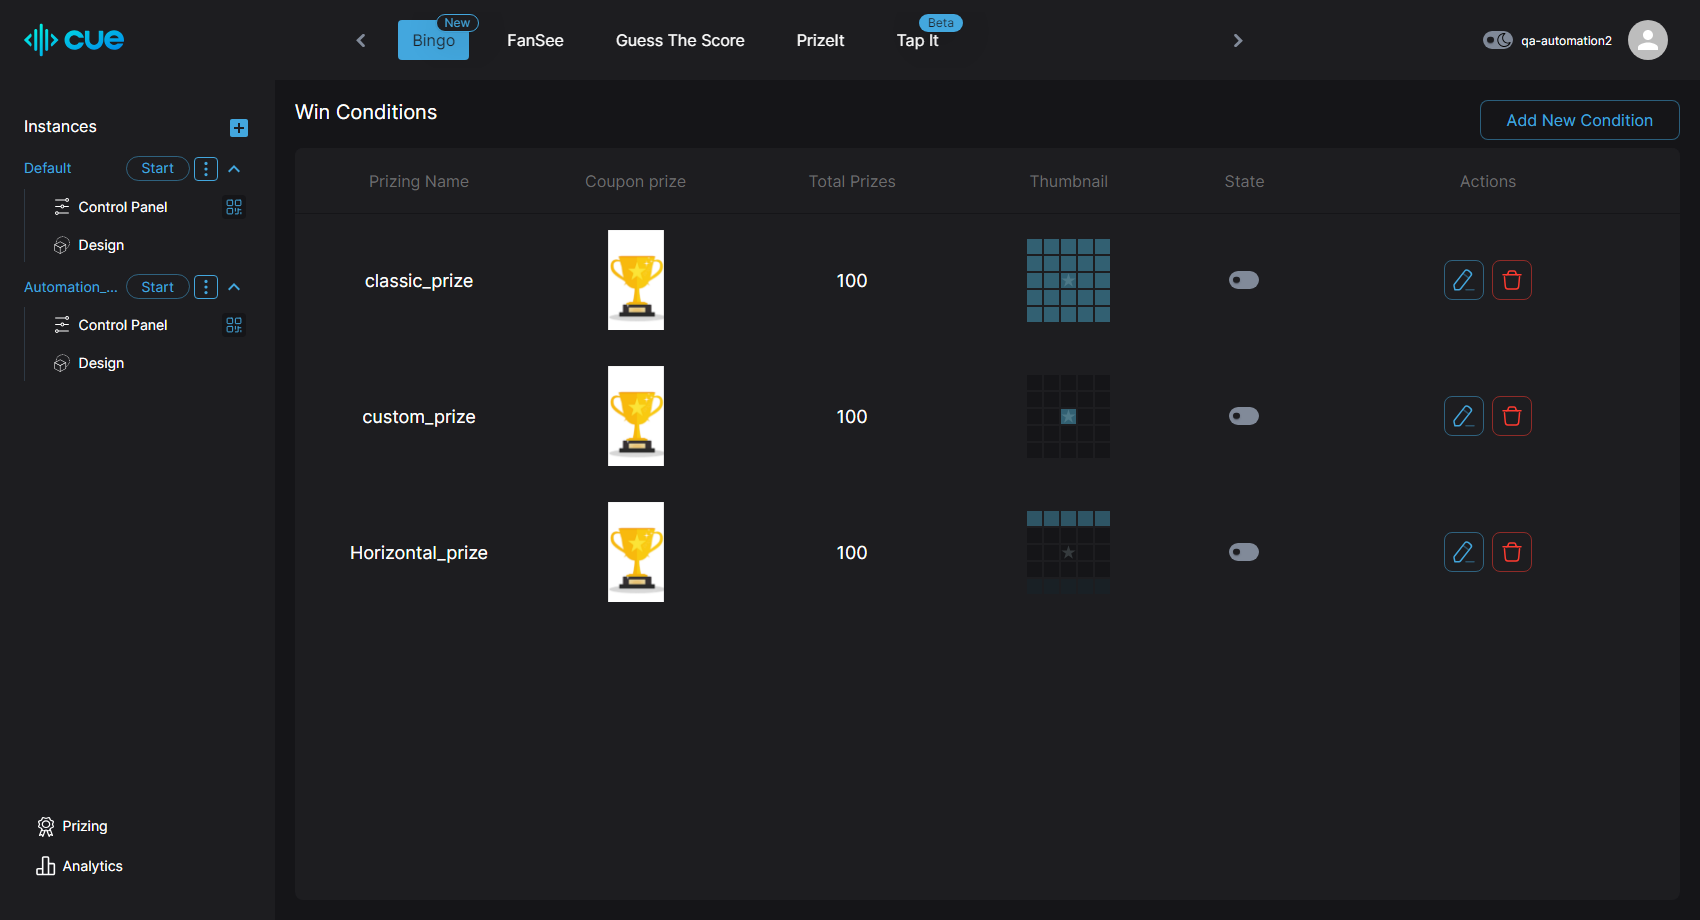 cue
Bingo
New
FanSee
Guess The Score
PrizeIt
Tap It
Beta
qa-automation2
Instances
Default
Start
Control Panel
Design
Automation_...
Start
Control Panel
Design
Prizing
Analytics
Win Conditions
Add New Condition
Prizing Name Coupon prize Total Prizes Thumbnail State Actions
classic_prize 100
custom_prize 100
Horizontal_prize 100